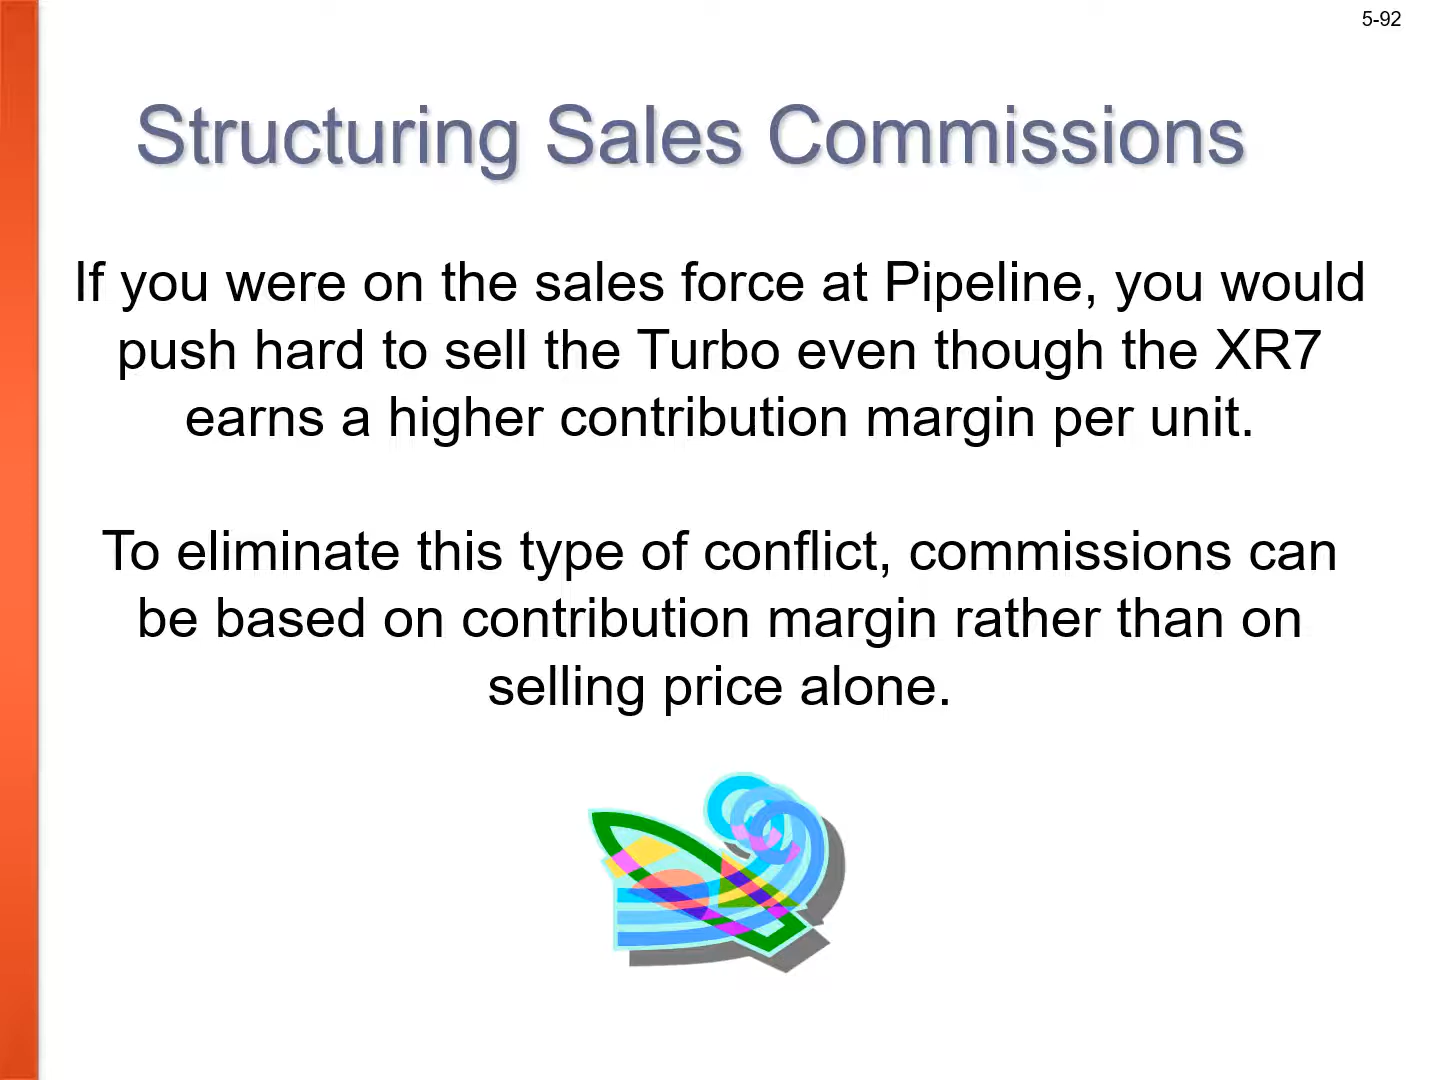 5-92
Structuring Sales Commissions
If you were on the sales force at Pipeline, you would
push hard to sell the Turbo even though the XR7
earns a higher contribution margin per unit.
To eliminate this type of conflict, commissions can
be based on contribution margin rather than on
selling price alone.